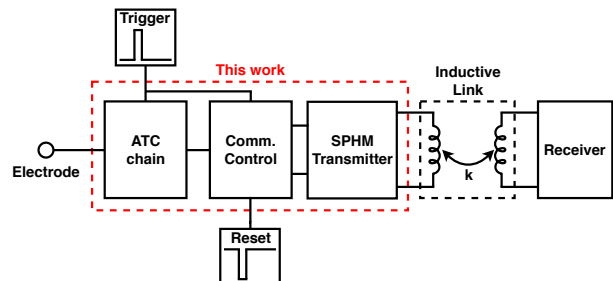 Trigger
This work
Inductive
Link
ATC
chain
Comm.
Control
SPHM
Transmitter
Receiver
Electrode
k
Reset